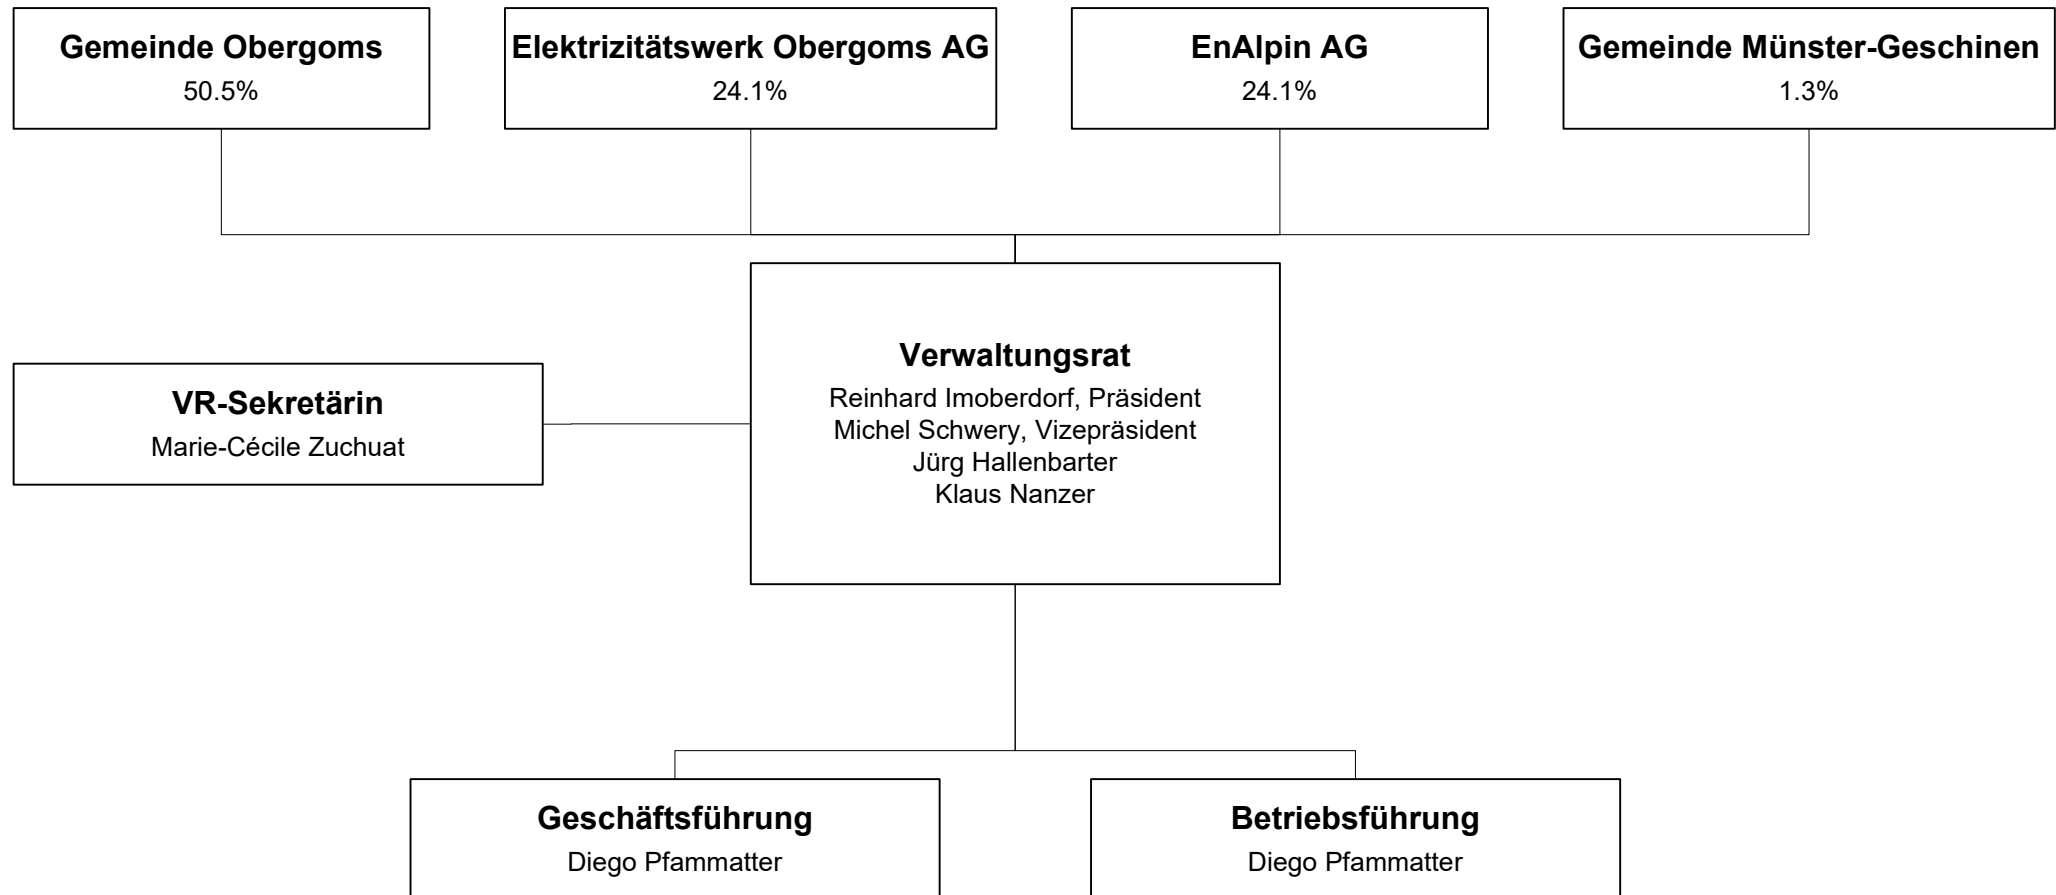 Gemeinde Obergoms
50.5%
Elektrizitätswerk Obergoms AG
24.1%
EnAlpin AG
24.1%
Gemeinde Münster-Geschinen
1.3%
Verwaltungsrat
Reinhard Imoberdorf, Präsident
Michel Schwery, Vizepräsident
Jürg Hallenbarter
Klaus Nanzer
VR-Sekretärin
Marie-Cécile Zuchuat
Geschäftsführung
Diego Pfammatter
Betriebsführung
Diego Pfammatter